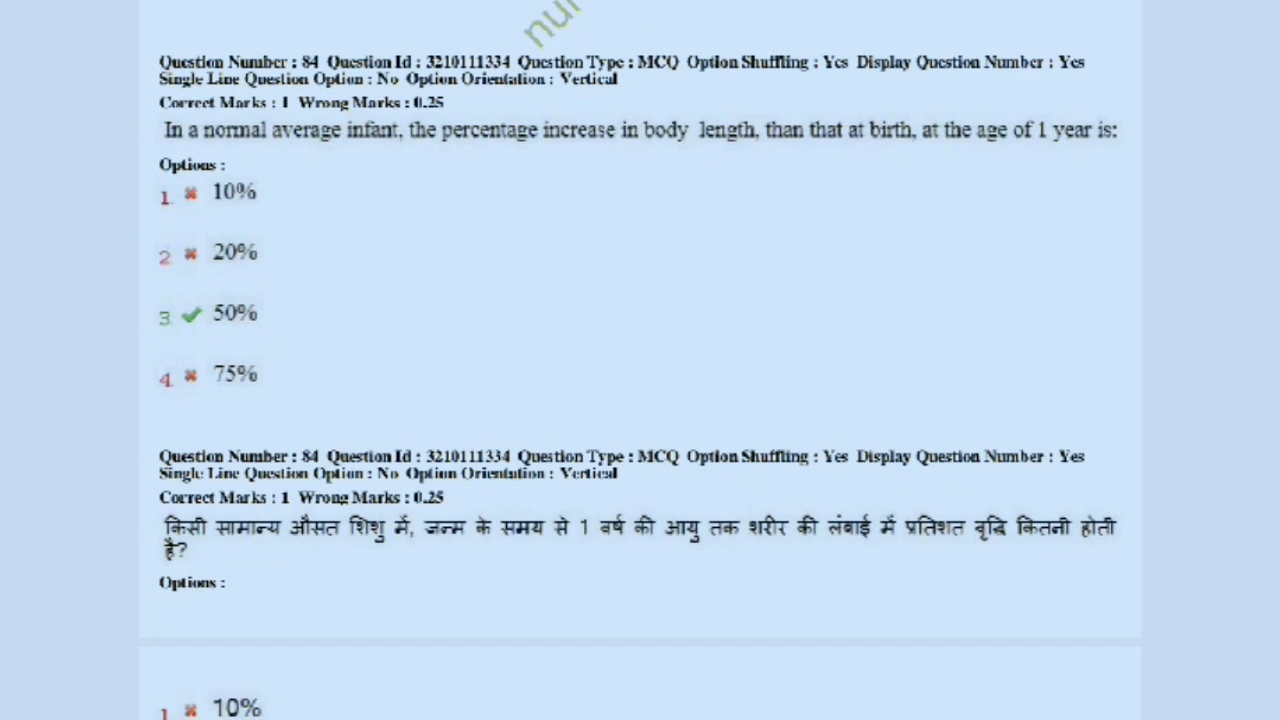 nur
Question Number : 84 Question Id : 3210111334 Question Type : MCQ Option Shuffling : Yes Display Question Number : Yes
Single Line Question Option : No Option Orientation : Vertical
Correct Marks : 1 Wrong Marks : 0.25
In a normal average infant, the percentage increase in body length, than that at birth, at the age of 1 year is:
Options :
1. 10%
2. 20%
3. 50%
4. 75%
Question Number : 84 Question Id : 3210111334 Question Type : MCQ Option Shuffling : Yes Display Question Number : Yes
Single Line Question Option : No Option Orientation : Vertical
Correct Marks : 1 Wrong Marks : 0.25
किसी सामान्य औसत शिशु में, जन्म के समय से 1 वर्ष की आयु तक शरीर की लंबाई में प्रतिशत वृद्धि कितनी होती
है?
Options :
1. 10%